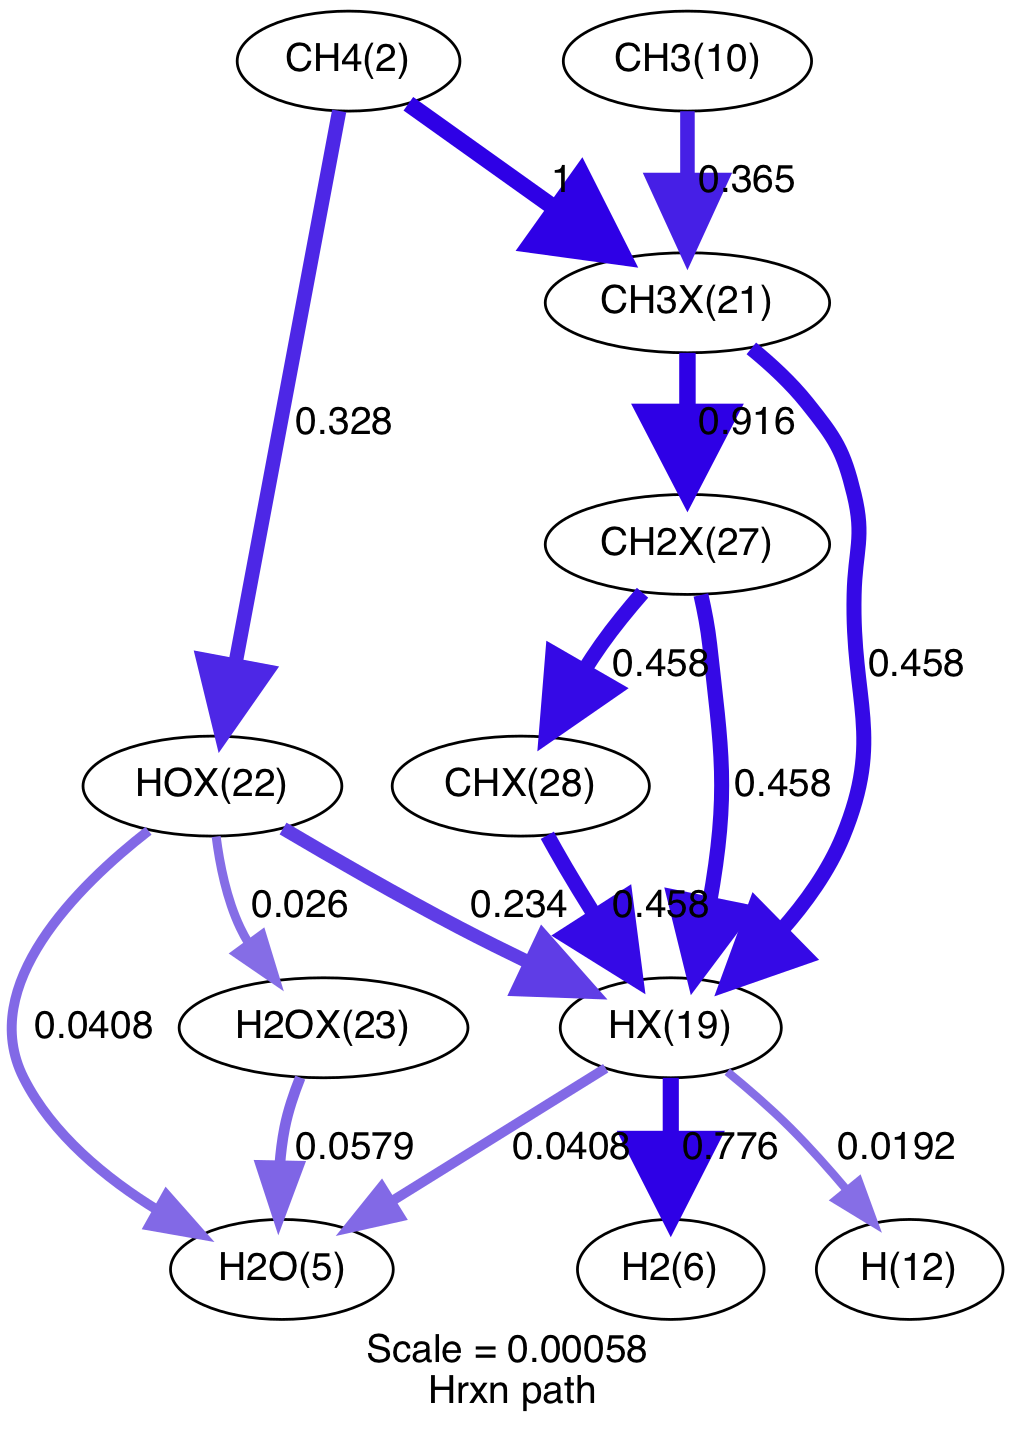 CH4(2)
CH3(10)
1
0.365
CH3X(21)
0.328
0.916
CH2X(27)
0.458
0.458
HOX(22)
CHX(28)
0.458
0.026
0.234
0.458
0.0408
H2OX(23)
HX(19)
0.0579
0.0408
0.776
0.0192
H2O(5)
H2(6)
H(12)
Scale = 0.00058
Hrxn path